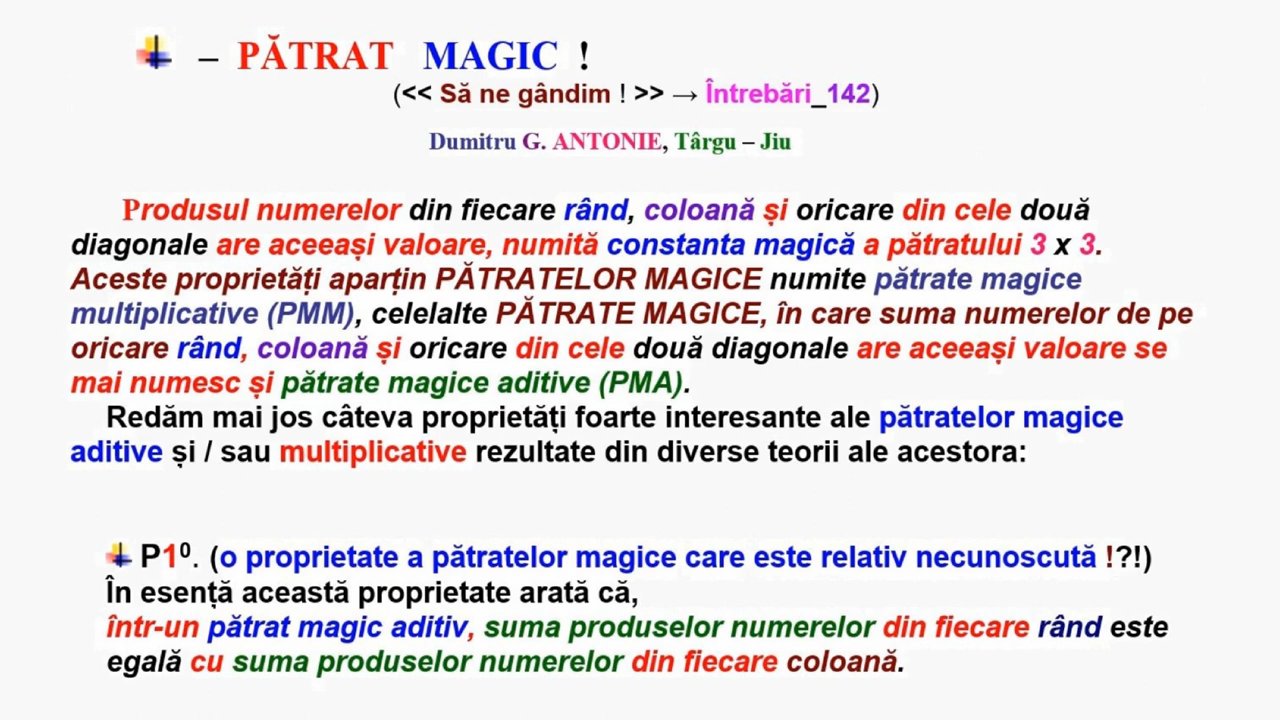 – PĂTRAT MAGIC !
(<< Să ne gândim ! >> → Întrebări_142)
Dumitru G. ANTONIE, Târgu – Jiu
Produsul numerelor din fiecare rând, coloană și oricare din cele două
diagonale are aceeași valoare, numită constanta magică a pătratului 3 x 3.
Aceste proprietăți aparțin PĂTRATELOR MAGICE numite pătrate magice
multiplicative (PMM), celelalte PĂTRATE MAGICE, în care suma numerelor de pe
oricare rând, coloană și oricare din cele două diagonale are aceeași valoare se
mai numesc și pătrate magice aditive (PMA).
Redăm mai jos câteva proprietăți foarte interesante ale pătratelor magice
aditive și / sau multiplicative rezultate din diverse teorii ale acestora:
P1⁰. (o proprietate a pătratelor magice care este relativ necunoscută !?!)
În esență această proprietate arată că,
într-un pătrat magic aditiv, suma produselor numerelor din fiecare rând este
egală cu suma produselor numerelor din fiecare coloană.